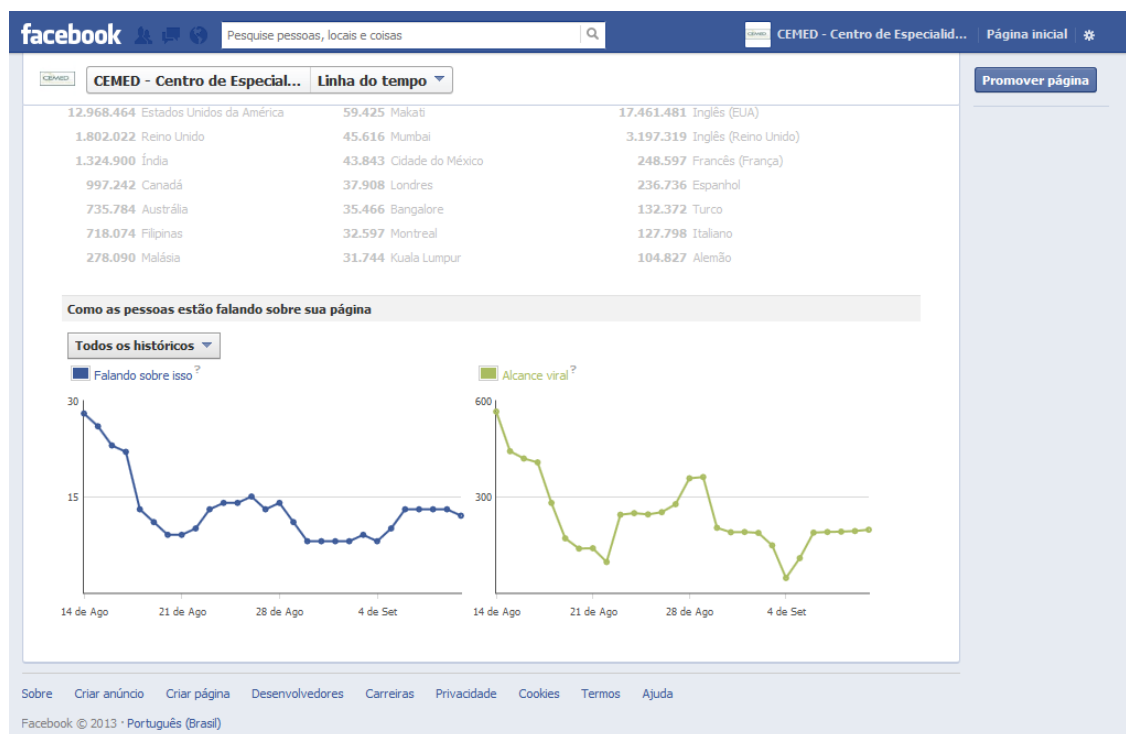 facebook Pesquise pessoas, locais e coisas CEMED - Centro de Especialid... Página inicial
CEMED CEMED - Centro de Especial... Linha do tempo Promover página
12.968.464 Estados Unidos da América 59.425 Makati 17.461.481 Inglês (EUA)
1.802.022 Reino Unido 45.616 Mumbai 3.197.319 Inglês (Reino Unido)
1.324.900 Índia 43.843 Cidade do México 248.597 Francês (França)
997.242 Canadá 37.908 Londres 236.736 Espanhol
735.784 Austrália 35.466 Bangalore 132.372 Turco
718.074 Filipinas 32.597 Montreal 127.798 Italiano
278.090 Malásia 31.744 Kuala Lumpur 104.827 Alemão
Como as pessoas estão falando sobre sua página
Todos os históricos
Falando sobre isso ? Alcance viral ?
30 600
15 300
14 de Ago 21 de Ago 28 de Ago 4 de Set 14 de Ago 21 de Ago 28 de Ago 4 de Set
Sobre Criar anúncio Criar página Desenvolvedores Carreiras Privacidade Cookies Termos Ajuda
Facebook © 2013 · Português (Brasil)